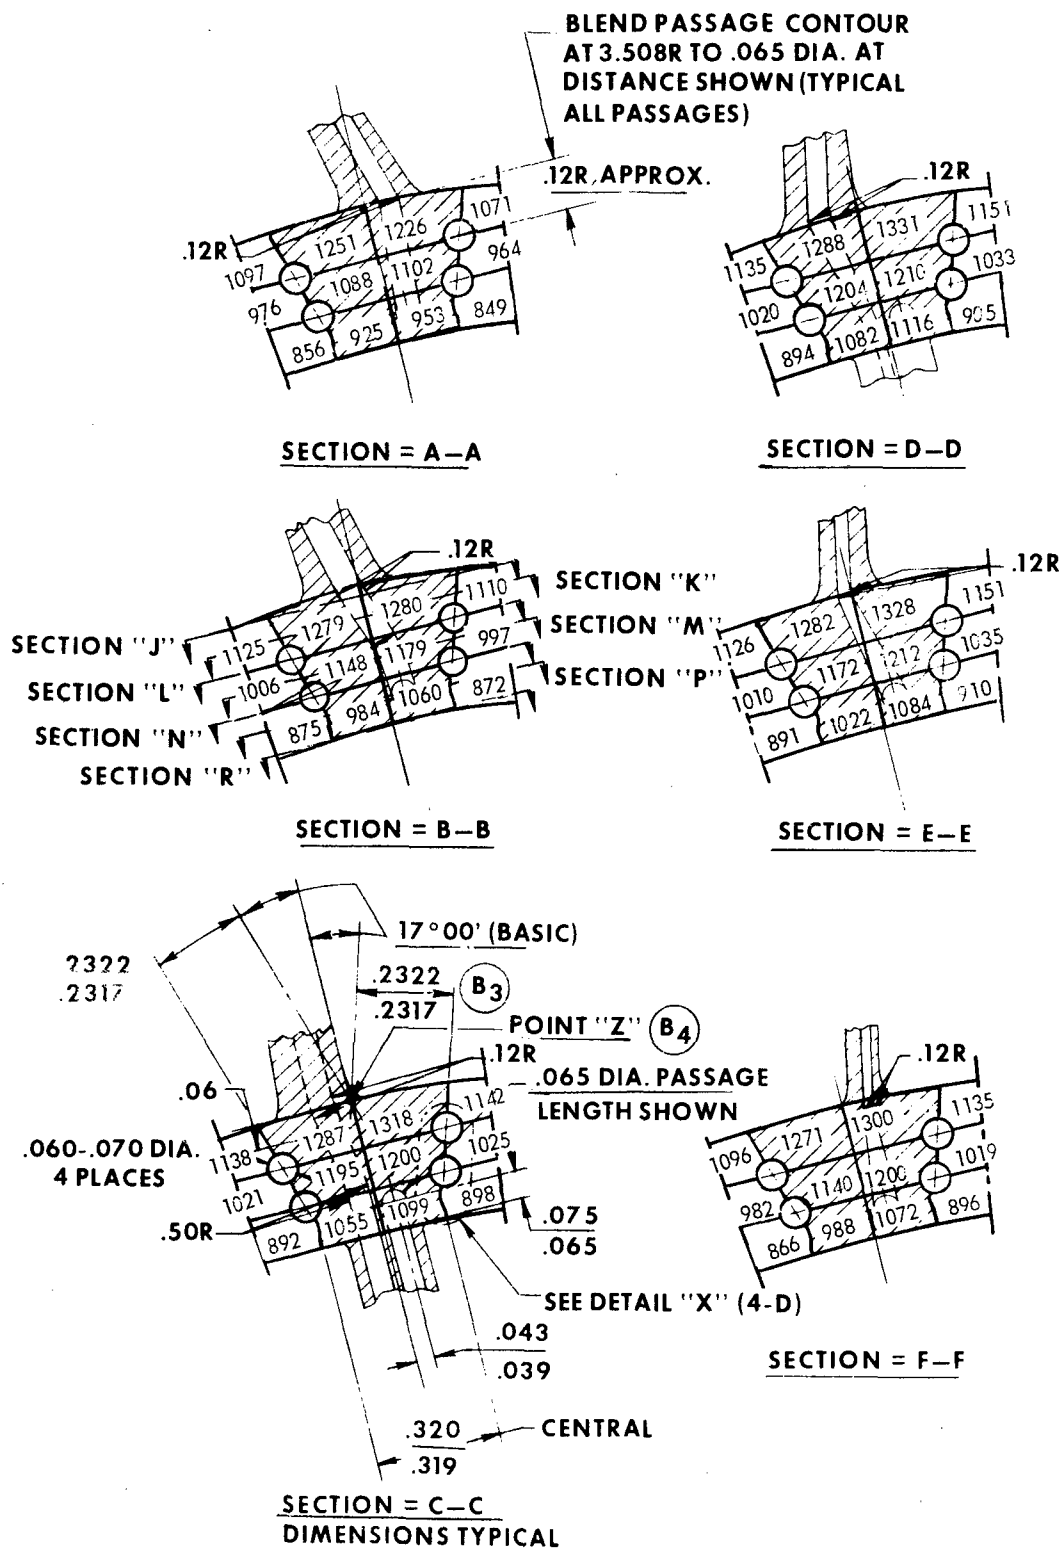 BLEND PASSAGE CONTOUR
AT 3.508R TO .065 DIA. AT
DISTANCE SHOWN (TYPICAL
ALL PASSAGES)
.12R APPROX.
.12R
1251
1226
1071
1097
1088
1102
964
976
925
953
849
856
SECTION = A–A
.12R
1288
1331
1151
1135
1204
1210
1033
1020
1082
1116
905
894
SECTION = D–D
.12R
SECTION "K"
SECTION "M"
SECTION "P"
SECTION "J"
SECTION "L"
SECTION "N"
SECTION "R"
1125
1279
1280
1110
1006
1148
1179
997
875
984
1060
872
SECTION = B–B
.12R
1126
1282
1328
1151
1010
1172
1212
1035
891
1022
1084
910
SECTION = E–E
17°00' (BASIC)
.2322
.2317
.2322
.2317
B3
POINT "Z" B4
.12R
.065 DIA. PASSAGE
LENGTH SHOWN
.06
.060-.070 DIA.
4 PLACES
.50R
1138
1287
1318
1142
1021
1195
1200
1025
892
1055
1099
898
.075
.065
SEE DETAIL "X" (4-D)
.043
.039
.320
.319
CENTRAL
SECTION = C–C
DIMENSIONS TYPICAL
.12R
1096
1271
1300
1135
982
1140
1200
1019
866
988
1072
896
SECTION = F–F